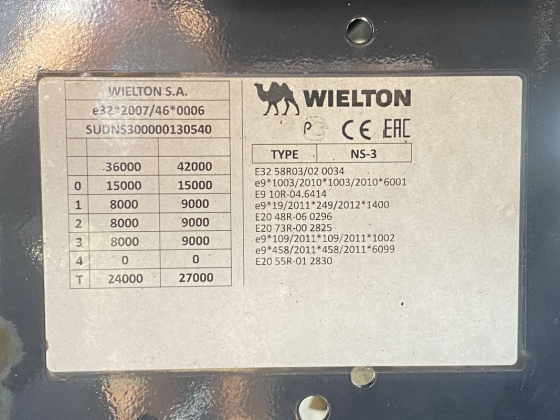 WIELTON S.A.
e32*2007/46*0006
SUDNS300000130540
36000 42000
0 15000 15000
1 8000 9000
2 8000 9000
3 8000 9000
4 0 0
T 24000 27000
WIELTON
CE EAC
TYPE NS-3
E32 58R03/02 0034
e9*1003/2010*1003/2010*6001
E9 10R-04.6414
e9*19/2011*249/2012*1400
E20 48R-06 0296
E20 73R-00 2825
e9*109/2011*109/2011*1002
e9*458/2011*458/2011*6099
E20 55R-01 2830